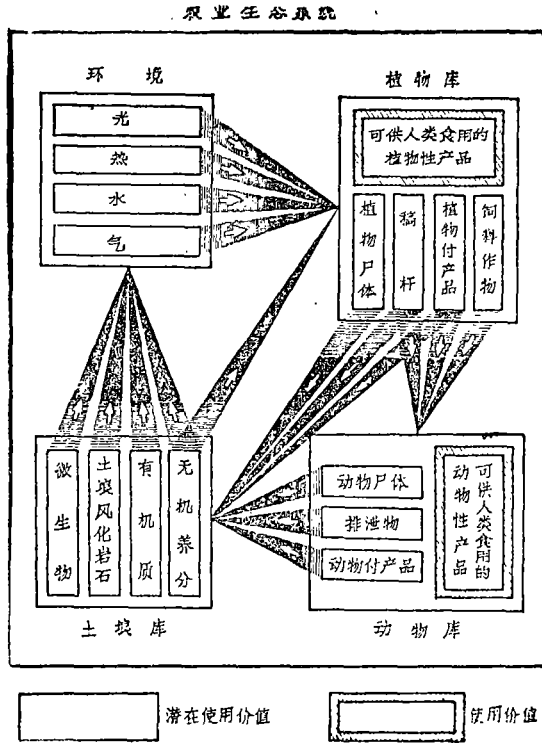 农业生态系统
环境
光
热
水
气
植物库
可供人类食用的
植物性产品
植物尸体
稿杆
植物付产品
饲料作物
微生物
土壤风化岩石
有机质
无机养分
土壤库
动物尸体
排泄物
动物付产品
可供人类食用的
动物性产品
动物库
潜在使用价值
使用价值